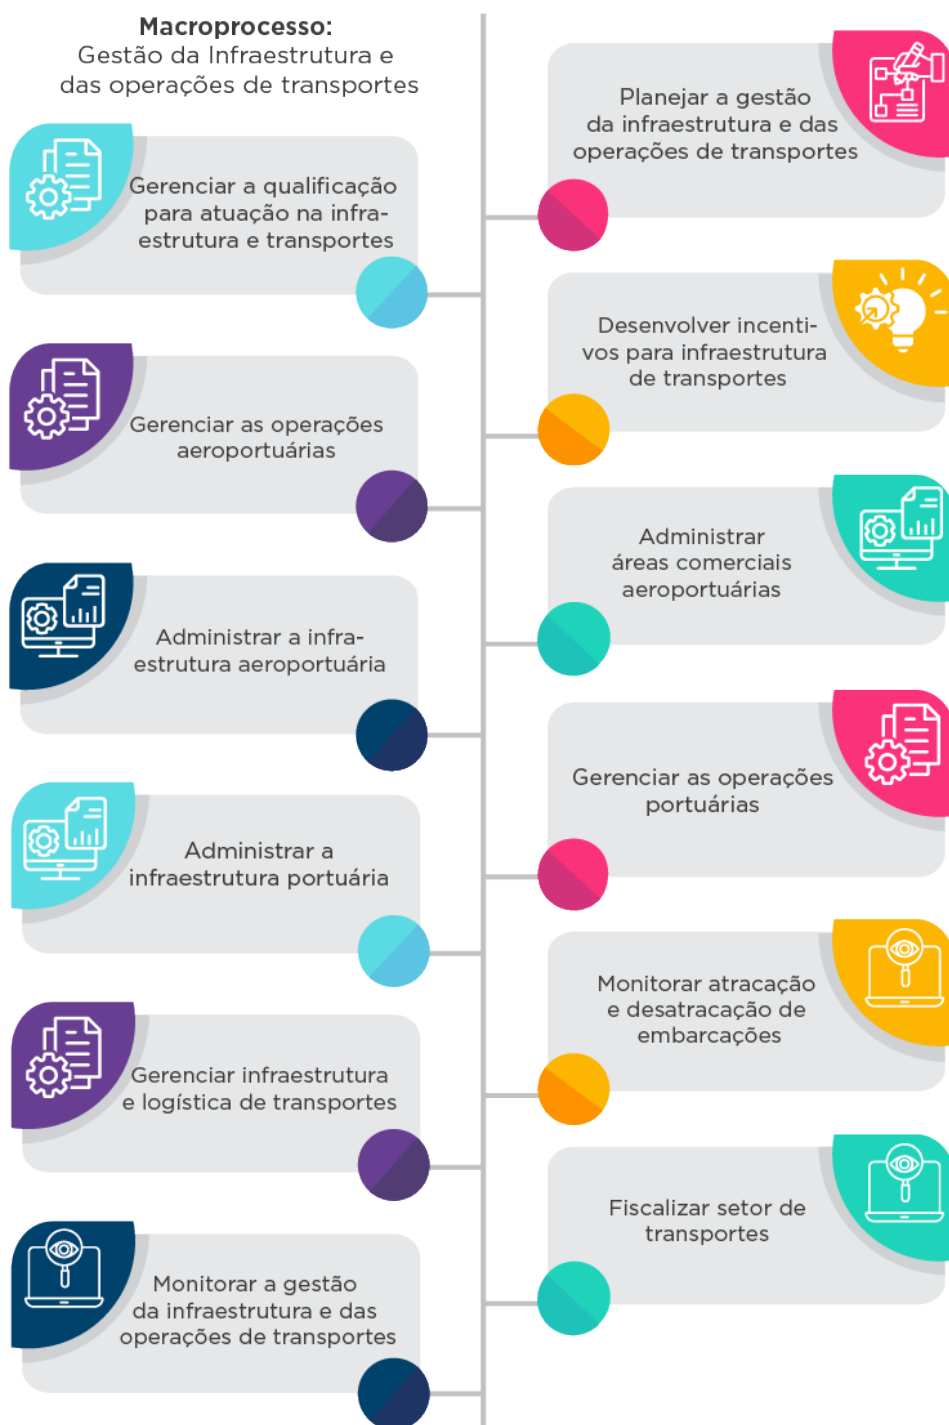 Macroprocesso:
Gestão da Infraestrutura e
das operações de transportes
Planejar a gestão
da infraestrutura e das
operações de transportes
Gerenciar a qualificação
para atuação na infra-
estrutura e transportes
Desenvolver incenti-
vos para infraestrutura
de transportes
Gerenciar as operações
aeroportuárias
Administrar
áreas comerciais
aeroportuárias
Administrar a infra-
estrutura aeroportuária
Gerenciar as operações
portuárias
Administrar a
infraestrutura portuária
Monitorar atracação
e desatracação de
embarcações
Gerenciar infraestrutura
e logística de transportes
Fiscalizar setor de
transportes
Monitorar a gestão
da infraestrutura e das
operações de transportes